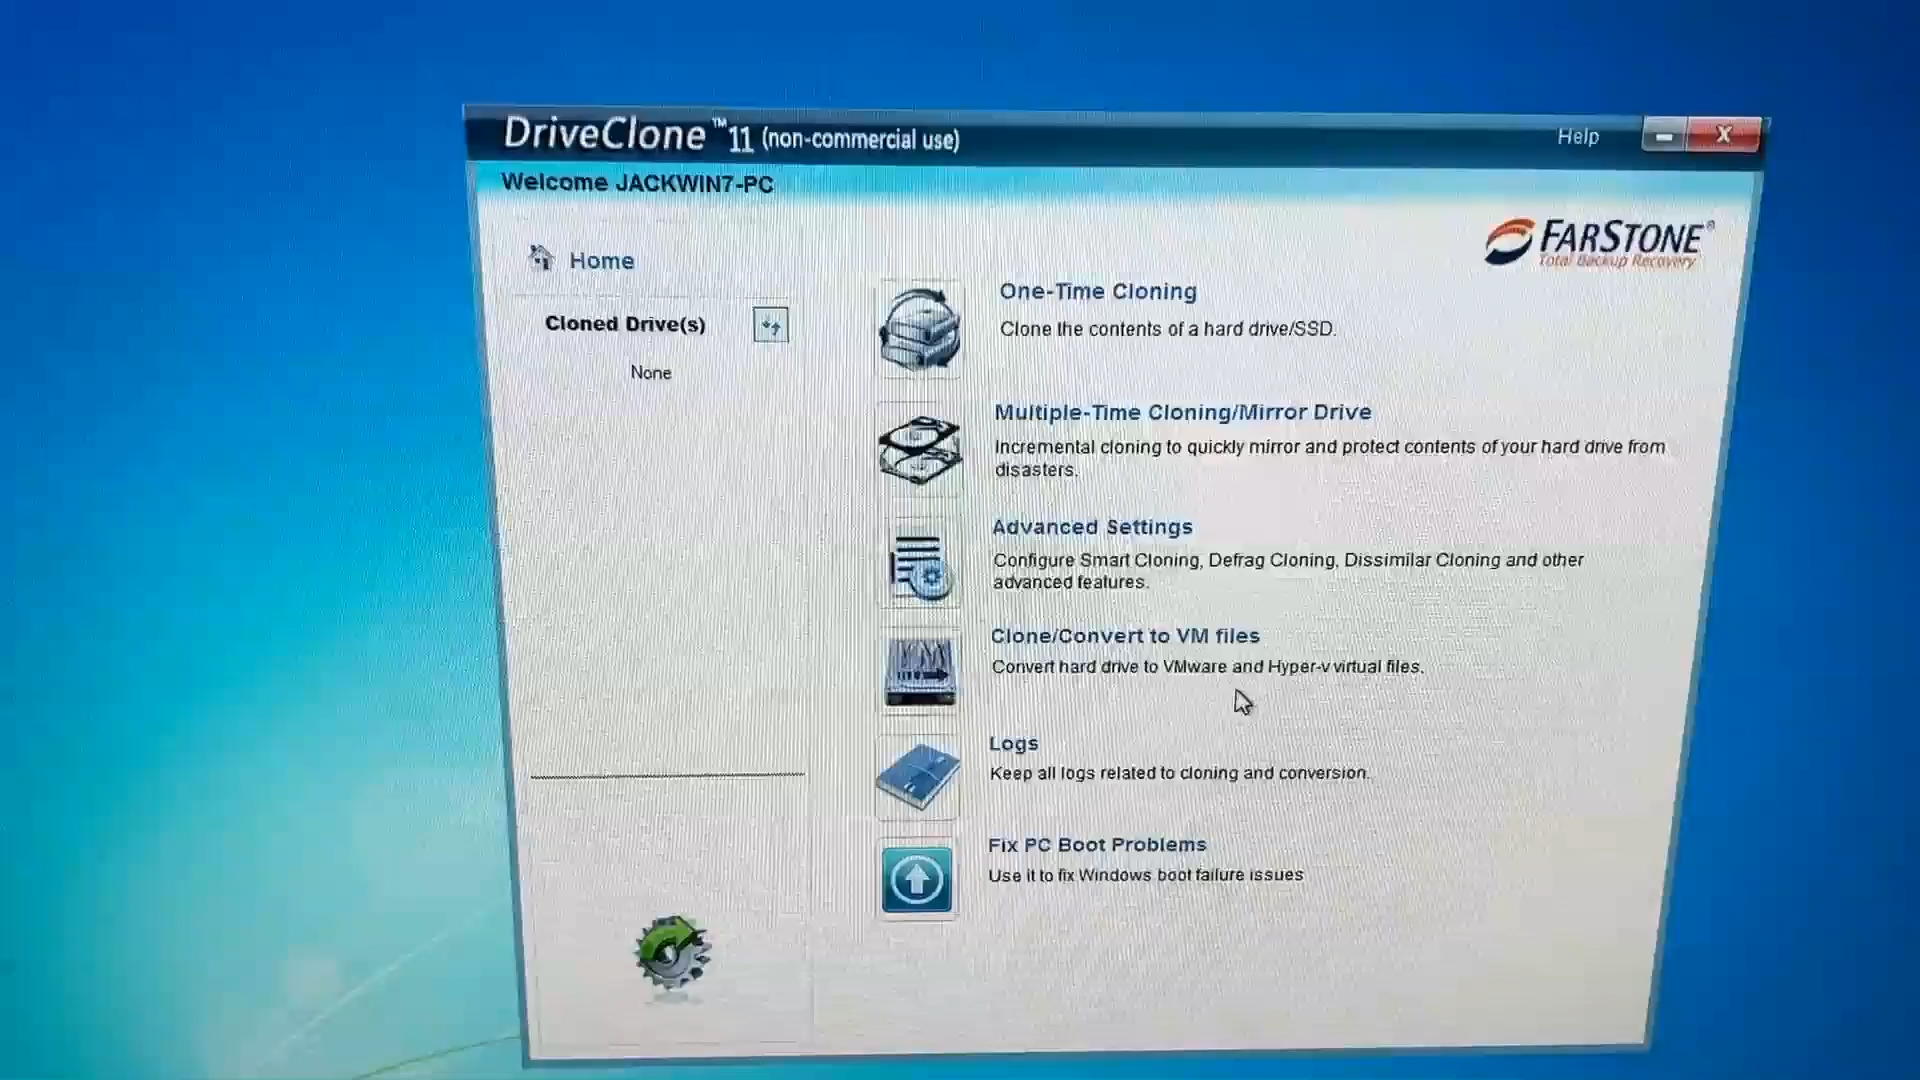 DriveClone™ 11 (non-commercial use)
Help
Welcome JACKWIN7-PC
FARSTONE®
Total Backup Recovery
Home
Cloned Drive(s)
None
One-Time Cloning
Clone the contents of a hard drive/SSD.
Multiple-Time Cloning/Mirror Drive
Incremental cloning to quickly mirror and protect contents of your hard drive from
disasters.
Advanced Settings
Configure Smart Cloning, Defrag Cloning, Dissimilar Cloning and other
advanced features.
Clone/Convert to VM files
Convert hard drive to VMware and Hyper-v virtual files.
Logs
Keep all logs related to cloning and conversion.
Fix PC Boot Problems
Use it to fix Windows boot failure issues